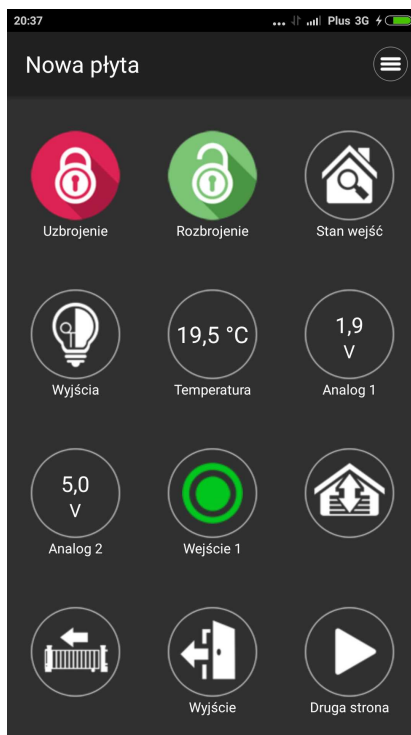 20:37
Plus 3G
Nowa płyta
Uzbrojenie
Rozbrojenie
Stan wejść
Wyjścia
19,5 °C
Temperatura
1,9
V
Analog 1
5,0
V
Analog 2
Wejście 1
Wyjście
Druga strona